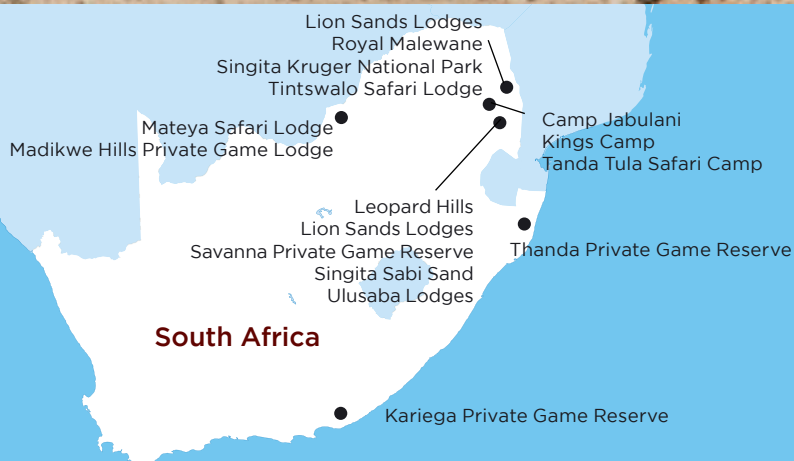 Lion Sands Lodges
Royal Malewane
Singita Kruger National Park
Tintswalo Safari Lodge
Camp Jabulani
Kings Camp
Tanda Tula Safari Camp
Mateya Safari Lodge
Madikwe Hills Private Game Lodge
Leopard Hills
Lion Sands Lodges
Savanna Private Game Reserve
Singita Sabi Sand
Ulusaba Lodges
Thanda Private Game Reserve
South Africa
Kariega Private Game Reserve